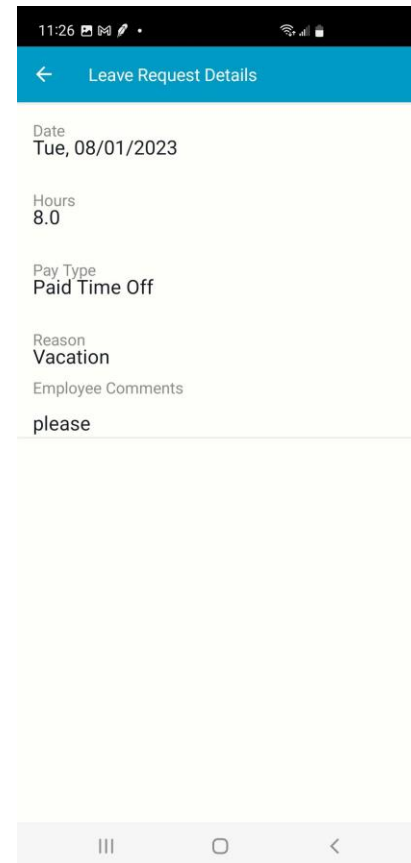 11:26
Leave Request Details
Date
Tue, 08/01/2023
Hours
8.0
Pay Type
Paid Time Off
Reason
Vacation
Employee Comments
please